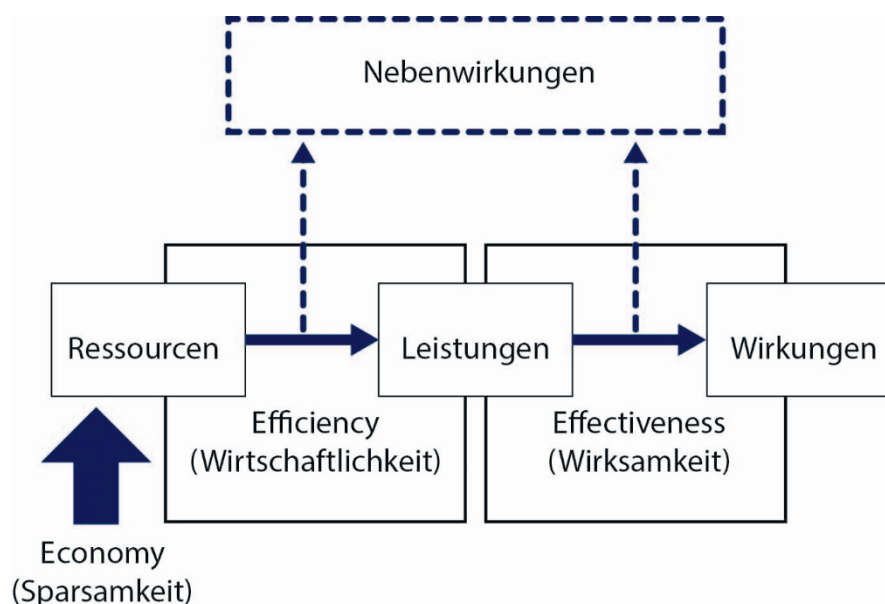 Nebenwirkungen
Ressourcen
Leistungen
Wirkungen
Efficiency
(Wirtschaftlichkeit)
Effectiveness
(Wirksamkeit)
Economy
(Sparsamkeit)